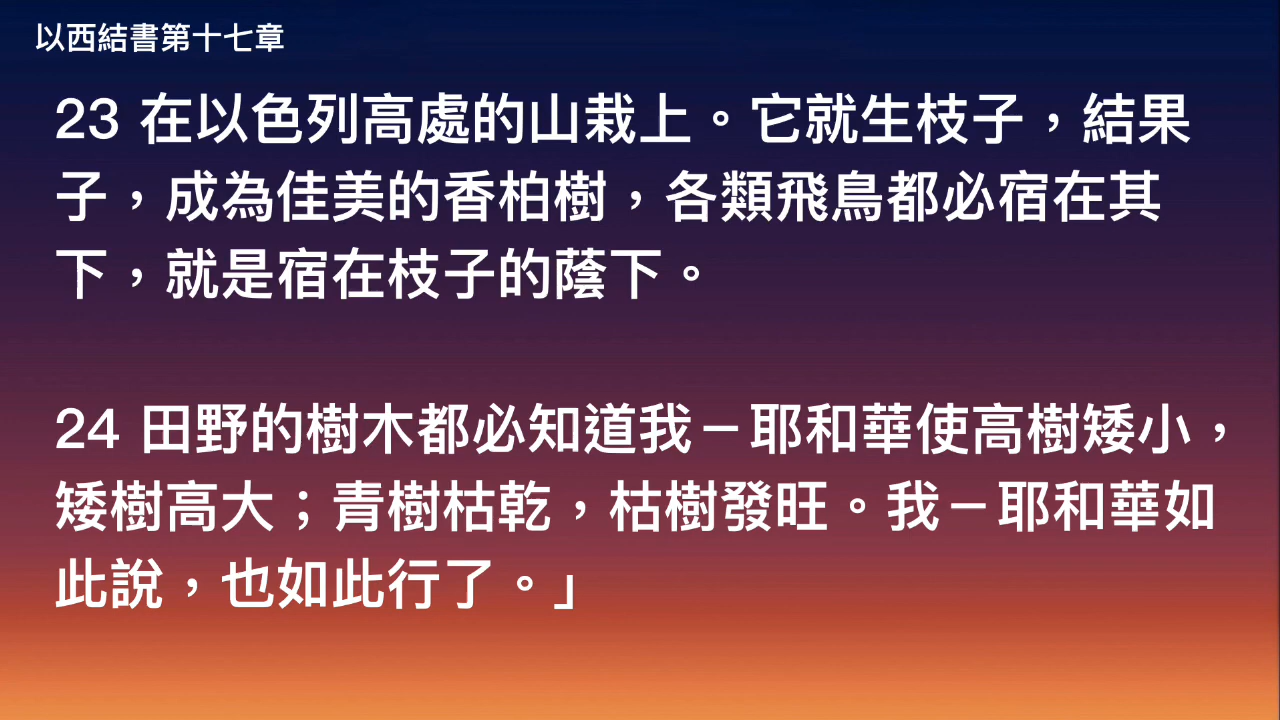 以西結書第十七章
23 在以色列高處的山栽上。它就生枝子，結果
子，成為佳美的香柏樹，各類飛鳥都必宿在其
下，就是宿在枝子的蔭下。
24 田野的樹木都必知道我－耶和華使高樹矮小，
矮樹高大；青樹枯乾，枯樹發旺。我－耶和華如
此說，也如此行了。」